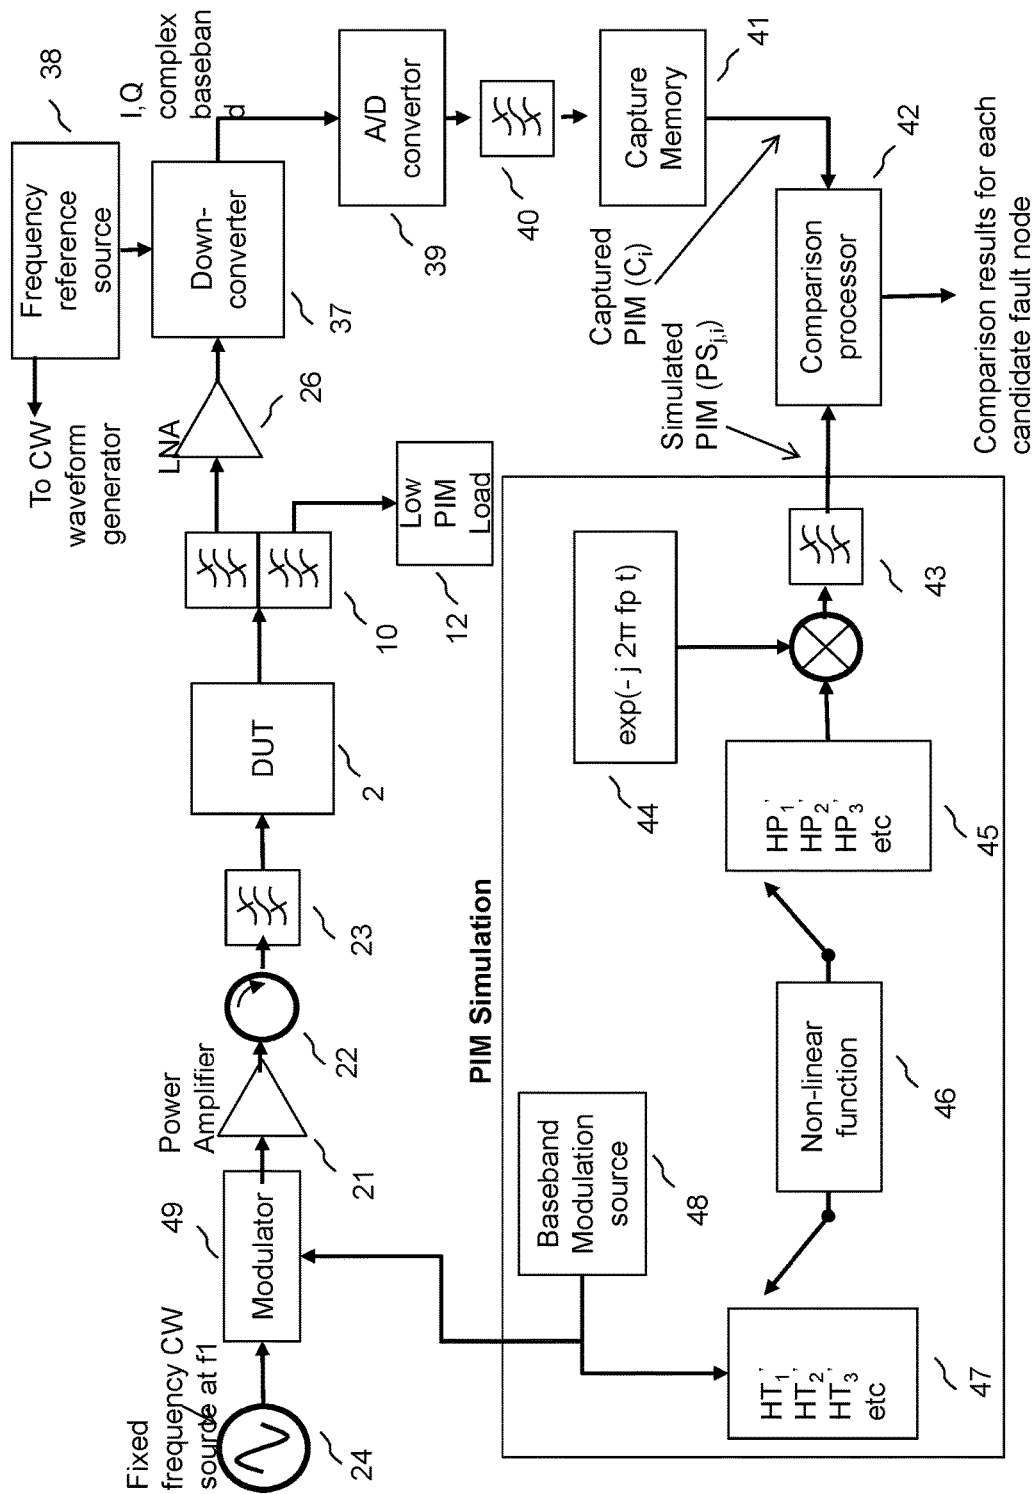 Fixed
frequency CW
source at f1
24
49
Modulator
Power
Amplifier
21
22
23
DUT
2
10
Low
PIM
Load
12
LNA
26
To CW
waveform
generator
Frequency
reference
source
38
Down-
converter
37
I,Q
complex
baseban
d
A/D
convertor
39
40
Capture
Memory
41
Captured
PIM (Ci)
Simulated
PIM (PSj,i)
Comparison
processor
42
Comparison results for each
candidate fault node
PIM Simulation
Baseband
Modulation
source
48
HT1,
HT2,
HT3,
etc
47
Non-linear
function
46
HP1,
HP2,
HP3,
etc
45
exp(- j 2π fp t)
44
43